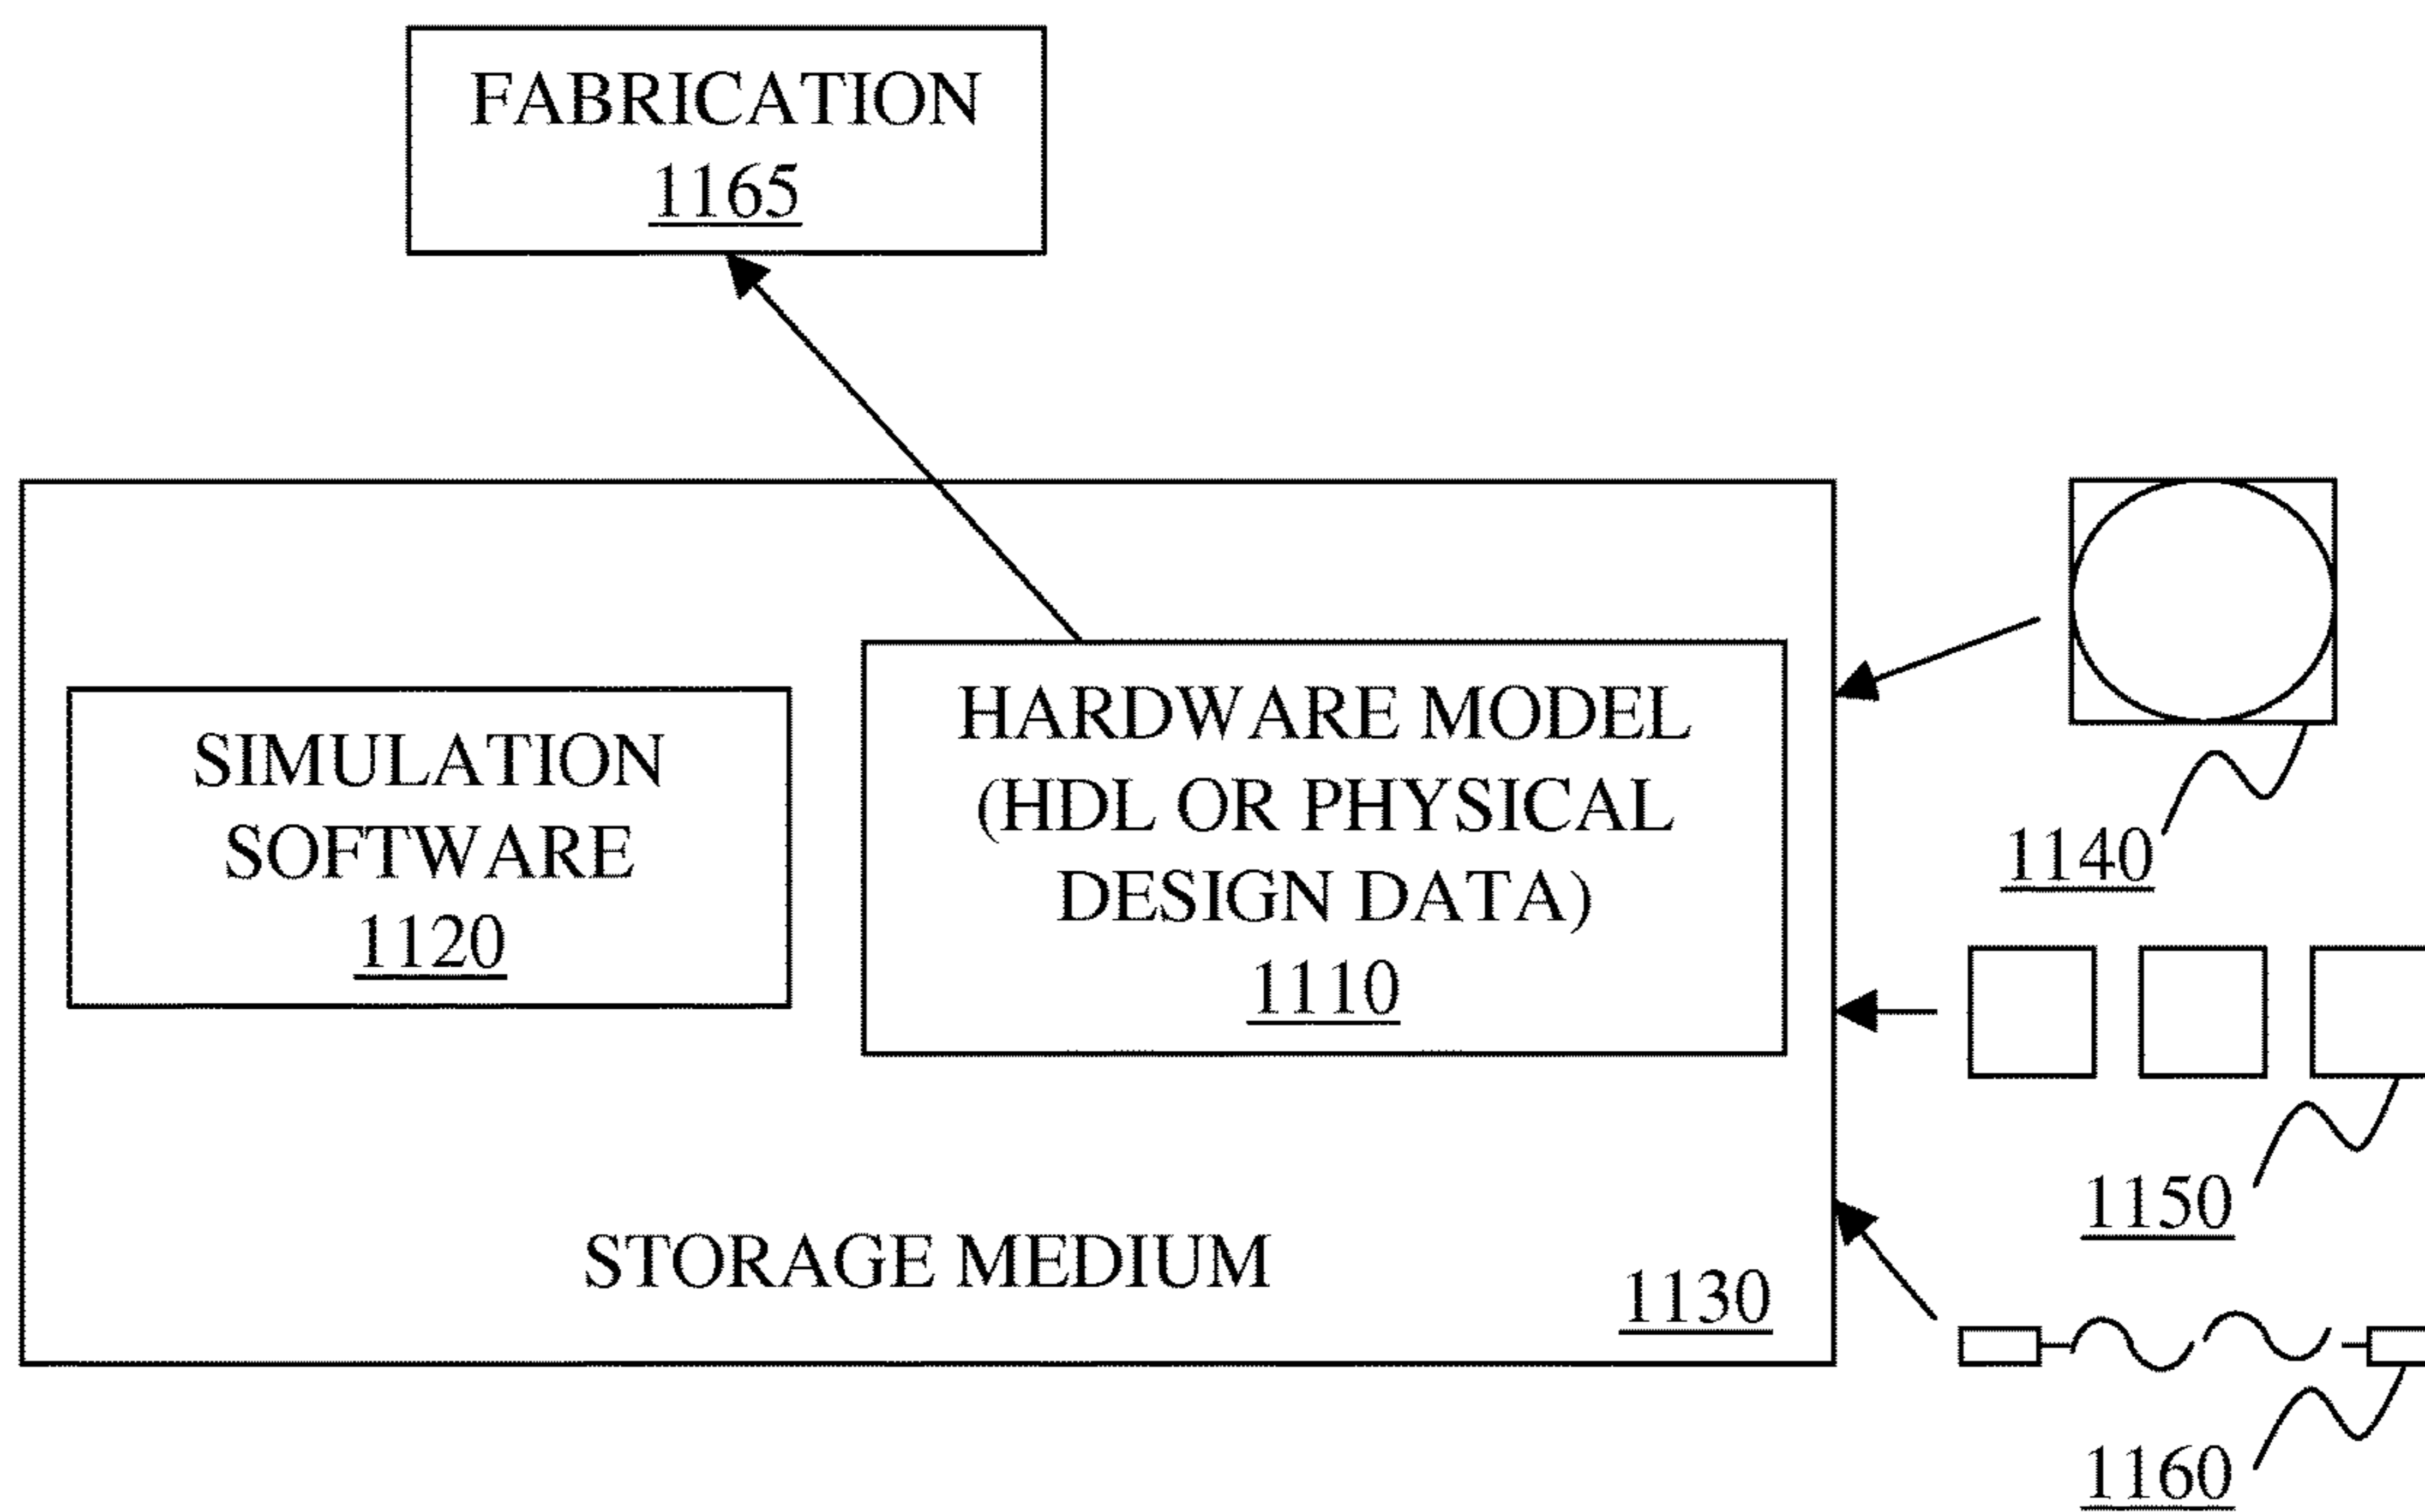 FABRICATION
1165
SIMULATION
SOFTWARE
1120
HARDWARE MODEL
(HDL OR PHYSICAL
DESIGN DATA)
1110
STORAGE MEDIUM
1130
1140
1150
1160